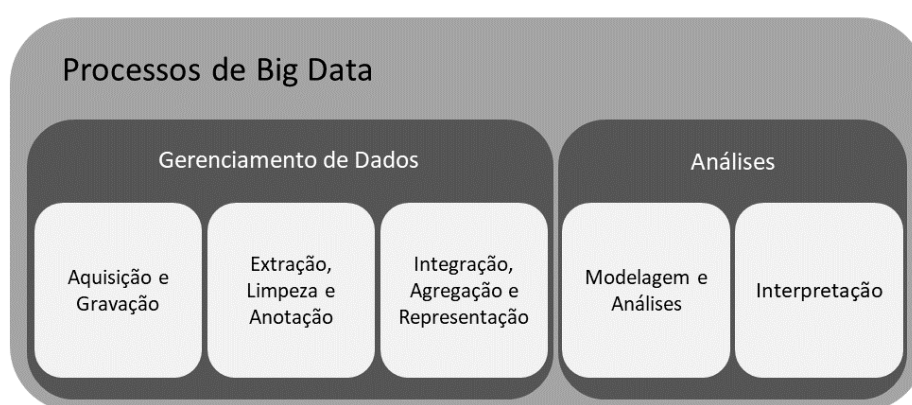 Processos de Big Data
Gerenciamento de Dados
Análises
Aquisição e
Gravação
Extração,
Limpeza e
Anotação
Integração,
Agregação e
Representação
Modelagem e
Análises
Interpretação